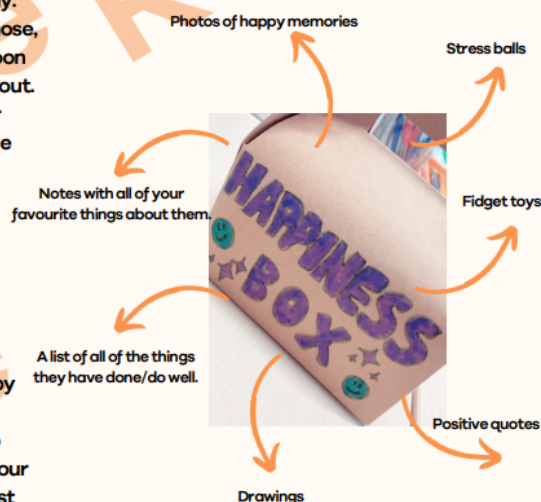 Photos of happy memories
Stress balls
Notes with all of your
favourite things about them.
Fidget toys
HAPPINESS
BOX
A list of all of the things
they have done/do well.
Positive quotes
Drawings
out.